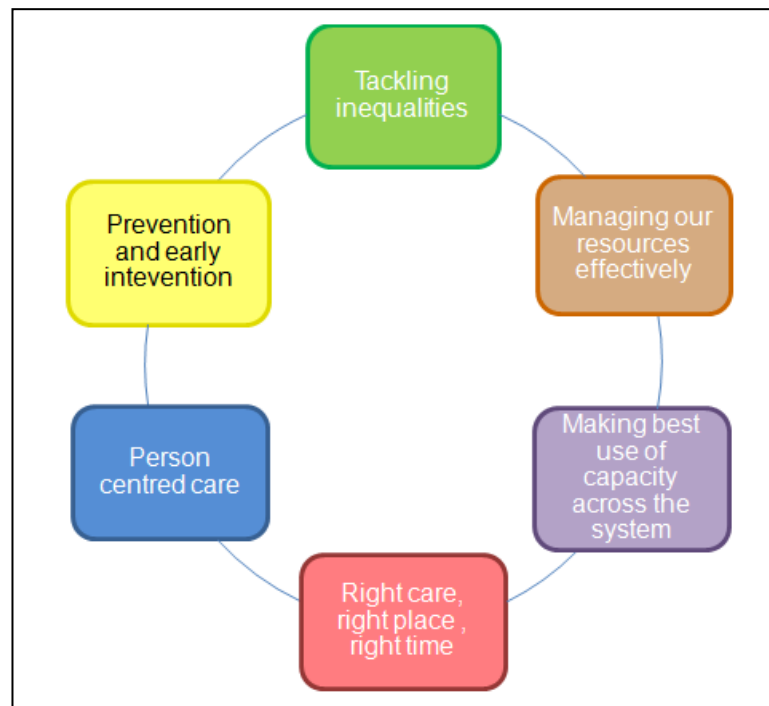 Tackling
inequalities
Managing our
resources
effectively
Making best
use of
capacity
across the
system
Right care,
right place ,
right time
Person
centred care
Prevention
and early
intevention